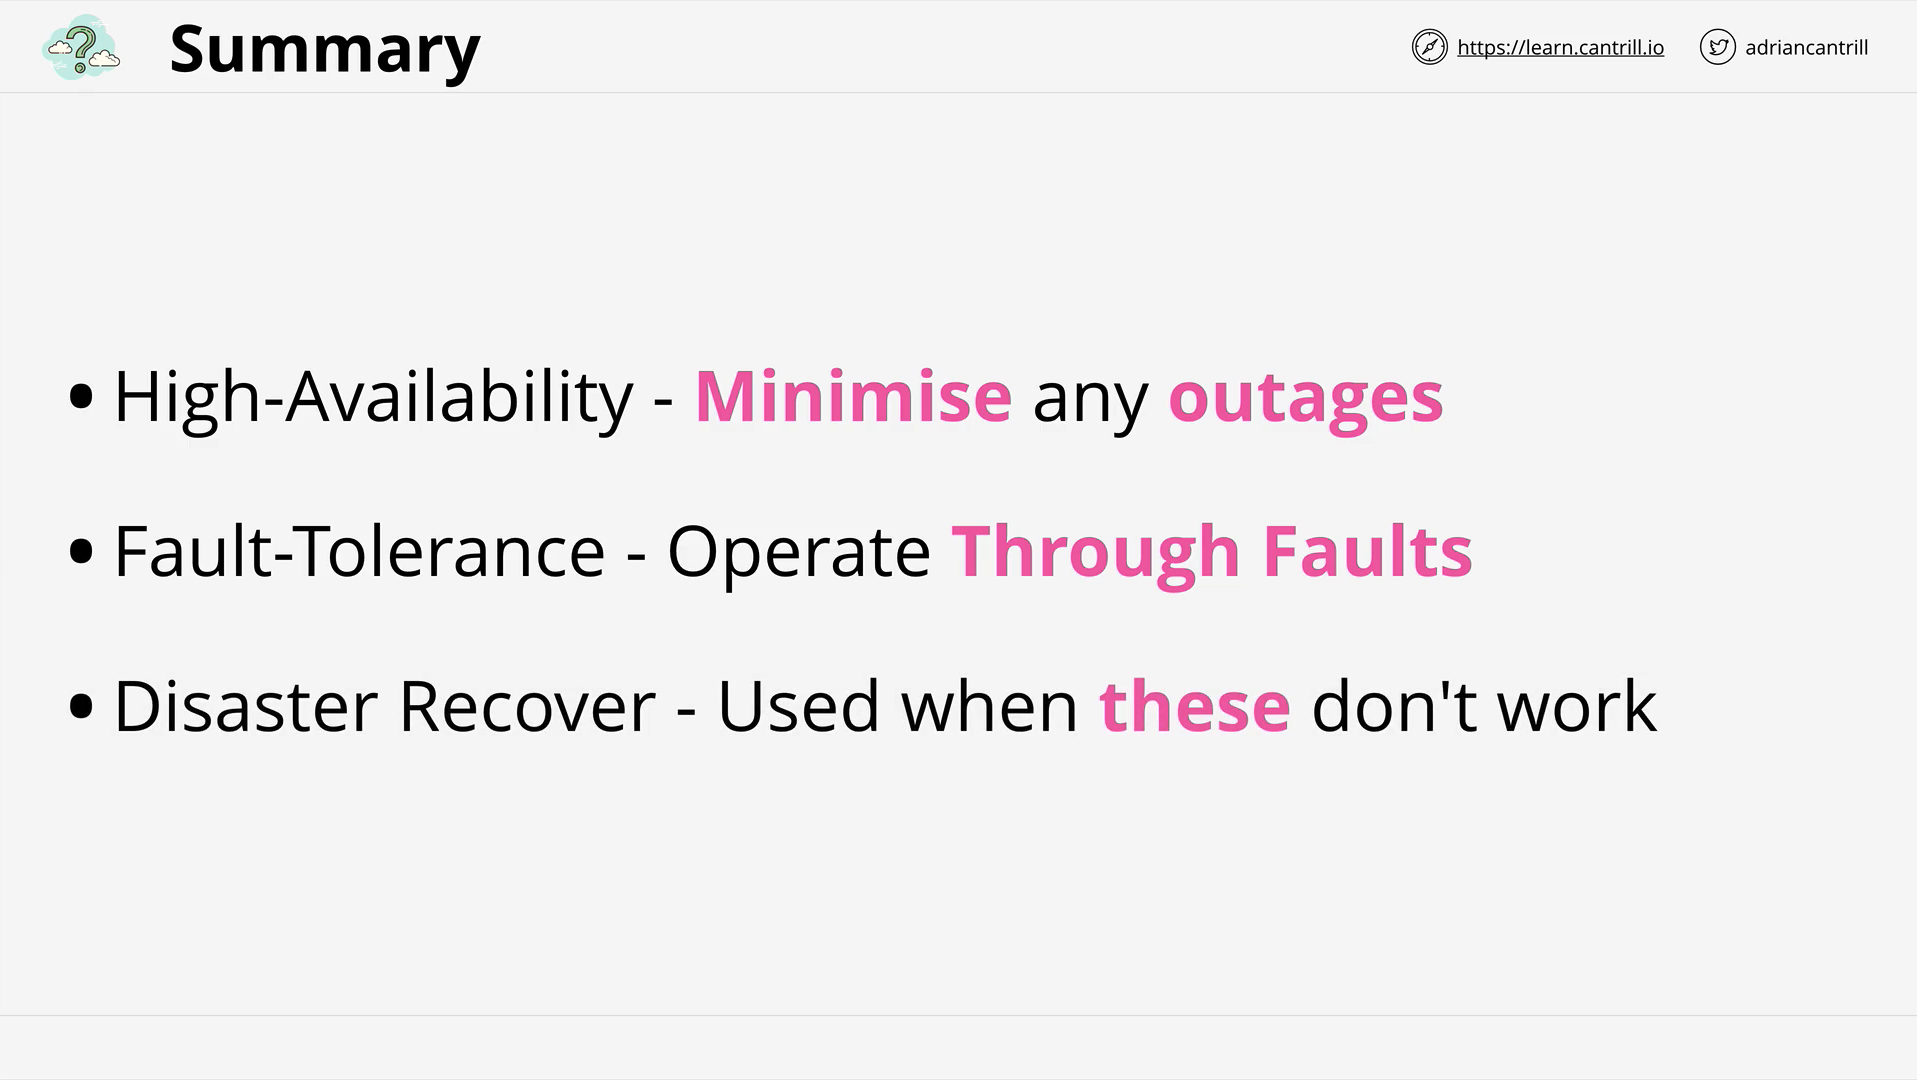 Summary
https://learn.cantrill.io
adriancantrill
• High-Availability - Minimise any outages
• Fault-Tolerance - Operate Through Faults
• Disaster Recover - Used when these don't work